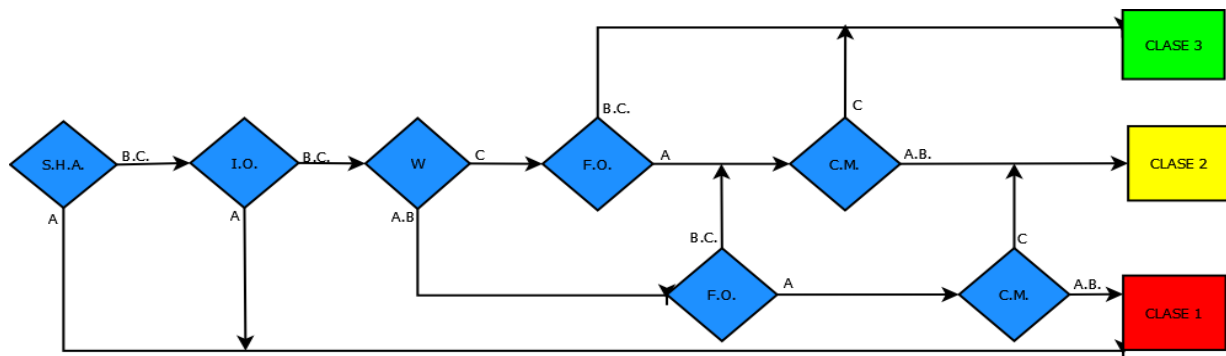 CLASE 3
B.C.
C
S.H.A.
B.C.
I.O.
B.C.
W
C
F.O.
A
C.M.
A.B.
CLASE 2
A
A
A.B
B.C.
C
F.O.
A
C.M.
A.B.
CLASE 1